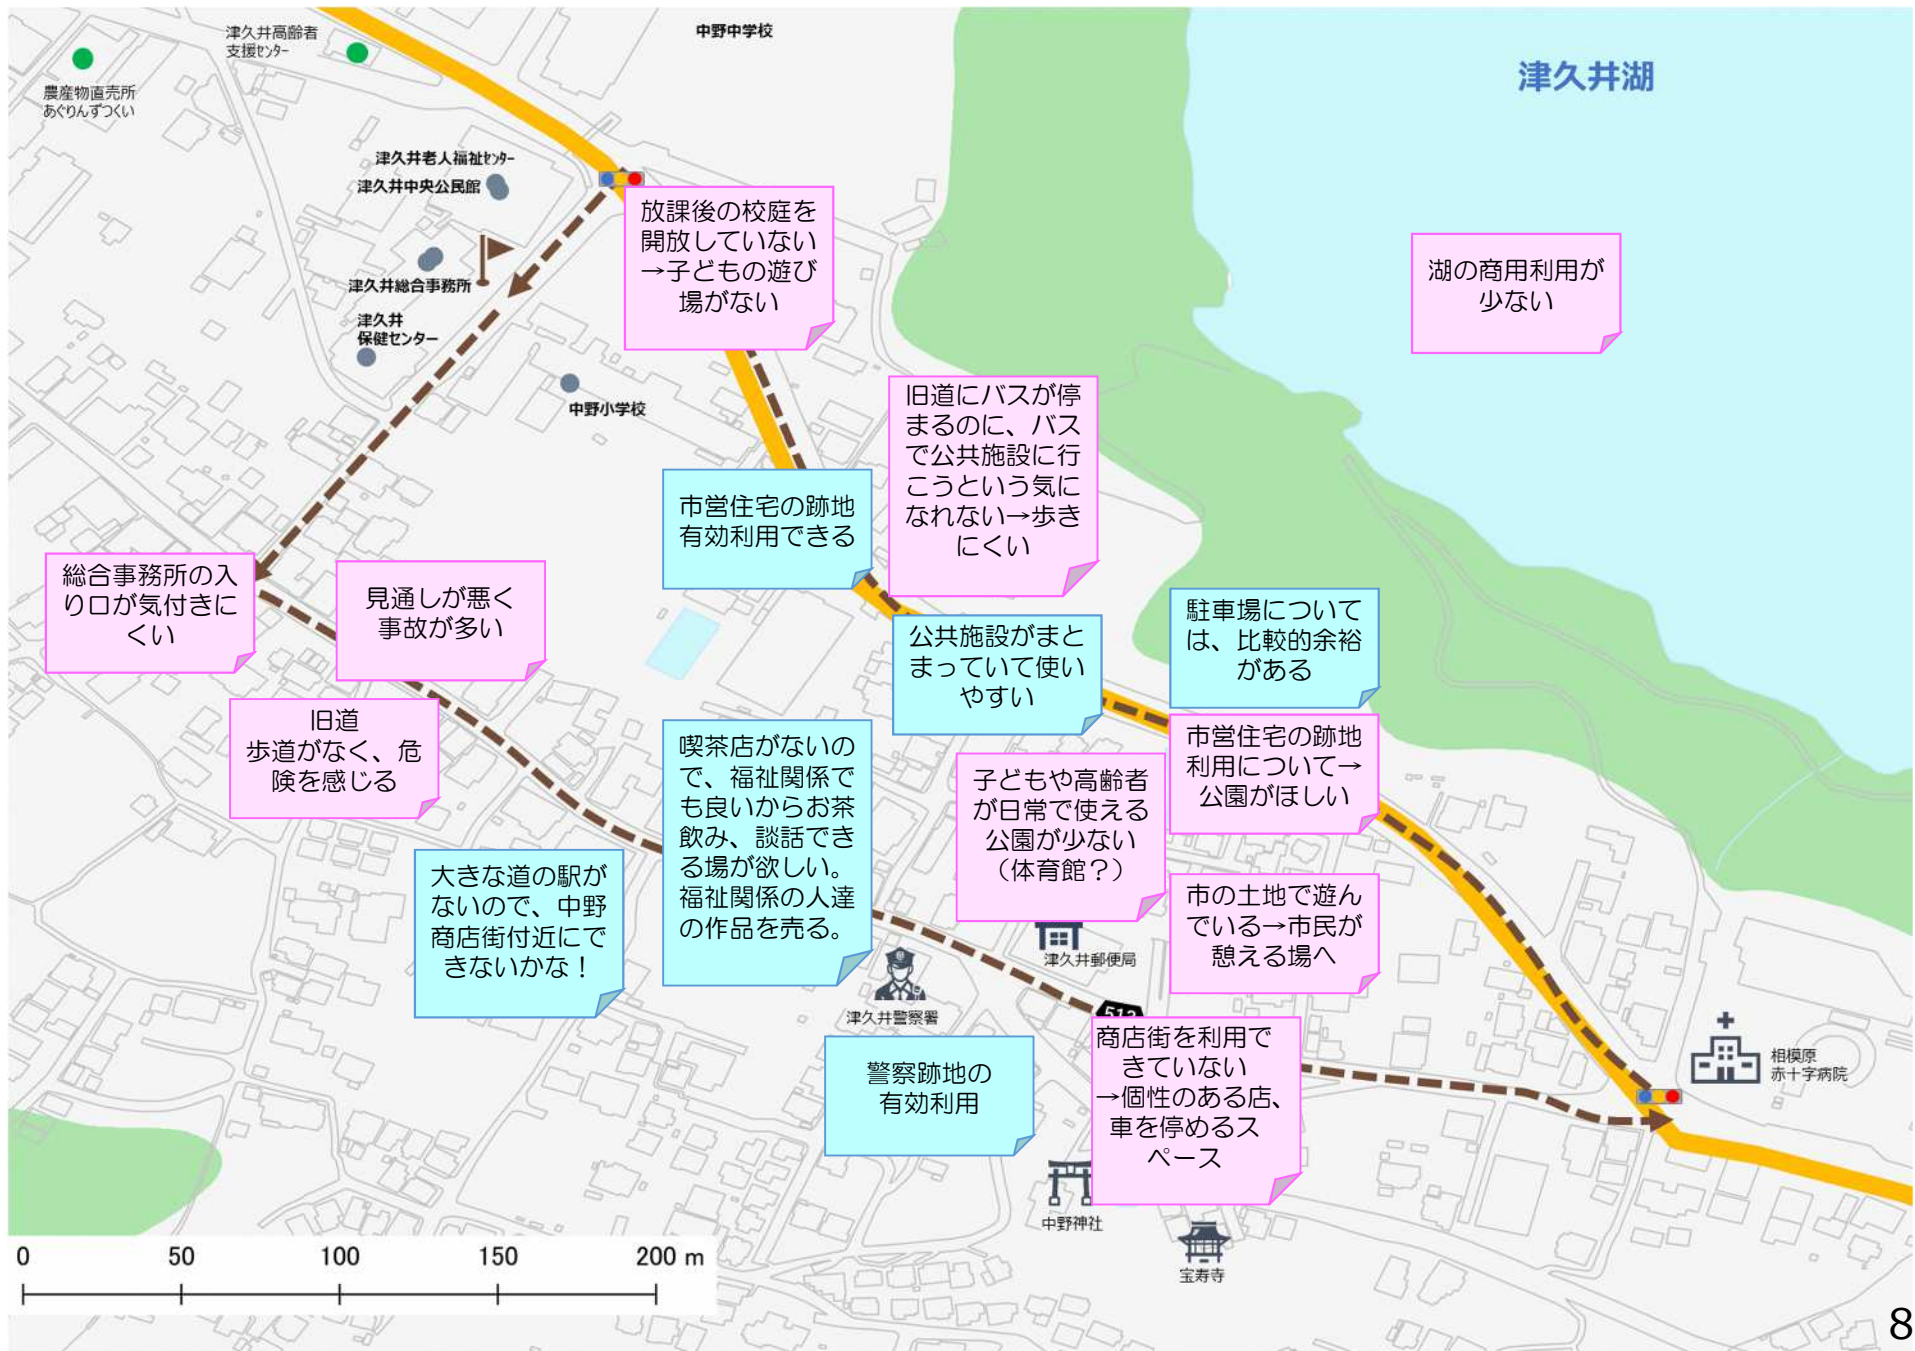 中野中学校
津久井高齢者
支援ｾﾝﾀｰ
津久井湖
農産物直売所
あぐりんずつくい
津久井老人福祉ｾﾝﾀｰ
津久井中央公民館
津久井総合事務所
津久井
保健センター
中野小学校
放課後の校庭を
開放していない
→子どもの遊び
場がない
湖の商用利用が
少ない
旧道にバスが停
まるのに、バス
で公共施設に行
こうという気に
なれない→歩き
にくい
市営住宅の跡地
有効利用できる
総合事務所の入
り口が気付きに
くい
見通しが悪く
事故が多い
公共施設がまと
まっていて使い
やすい
駐車場について
は、比較的余裕
がある
旧道
歩道がなく、危
険を感じる
喫茶店がないの
で、福祉関係で
も良いからお茶
飲み、談話でき
る場が欲しい。
福祉関係の人達
の作品を売る。
子どもや高齢者
が日常で使える
公園が少ない
（体育館？）
市営住宅の跡地
利用について→
公園がほしい
大きな道の駅が
ないので、中野
商店街付近にで
きないかな！
市の土地で遊ん
でいる→市民が
憩える場へ
津久井郵便局
津久井警察署
商店街を利用で
きていない
→個性のある店、
車を停めるス
ペース
警察跡地の
有効利用
相模原
赤十字病院
中野神社
宝寿寺
0 50 100 150 200 m
8